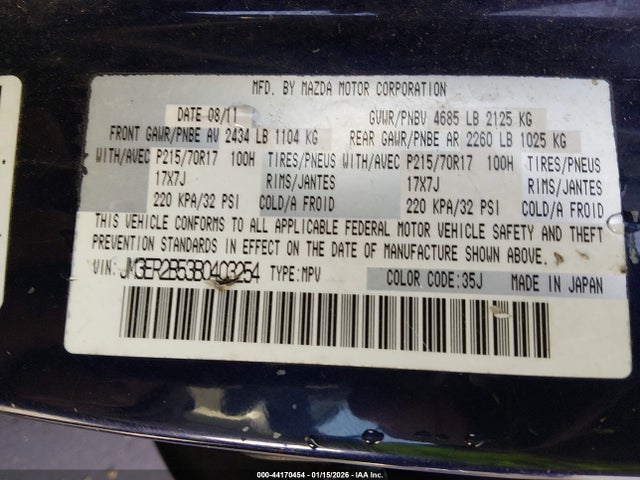 MFD. BY MAZDA MOTOR CORPORATION
DATE 08/11 GVWR/PNBV 4685 LB 2125 KG
FRONT GAWR/PNBE AV 2434 LB 1104 KG REAR GAWR/PNBE AR 2260 LB 1025 KG
WITH/AVEC P215/70R17 100H TIRES/PNEUS WITH/AVEC P215/70R17 100H TIRES/PNEUS
17X7J RIMS/JANTES 17X7J RIMS/JANTES
220 KPA/32 PSI COLD/A FROID 220 KPA/32 PSI COLD/A FROID
THIS VEHICLE CONFORMS TO ALL APPLICABLE FEDERAL MOTOR VEHICLE SAFETY AND THEFT
PREVENTION STANDARDS IN EFFECT ON THE DATE OF MANUFACTURE SHOWN ABOVE.
VIN: JM3ER2B53B0403254 TYPE:MPV COLOR CODE:35J MADE IN JAPAN
000-44170454 - 01/15/2026 - IAAI Inc.